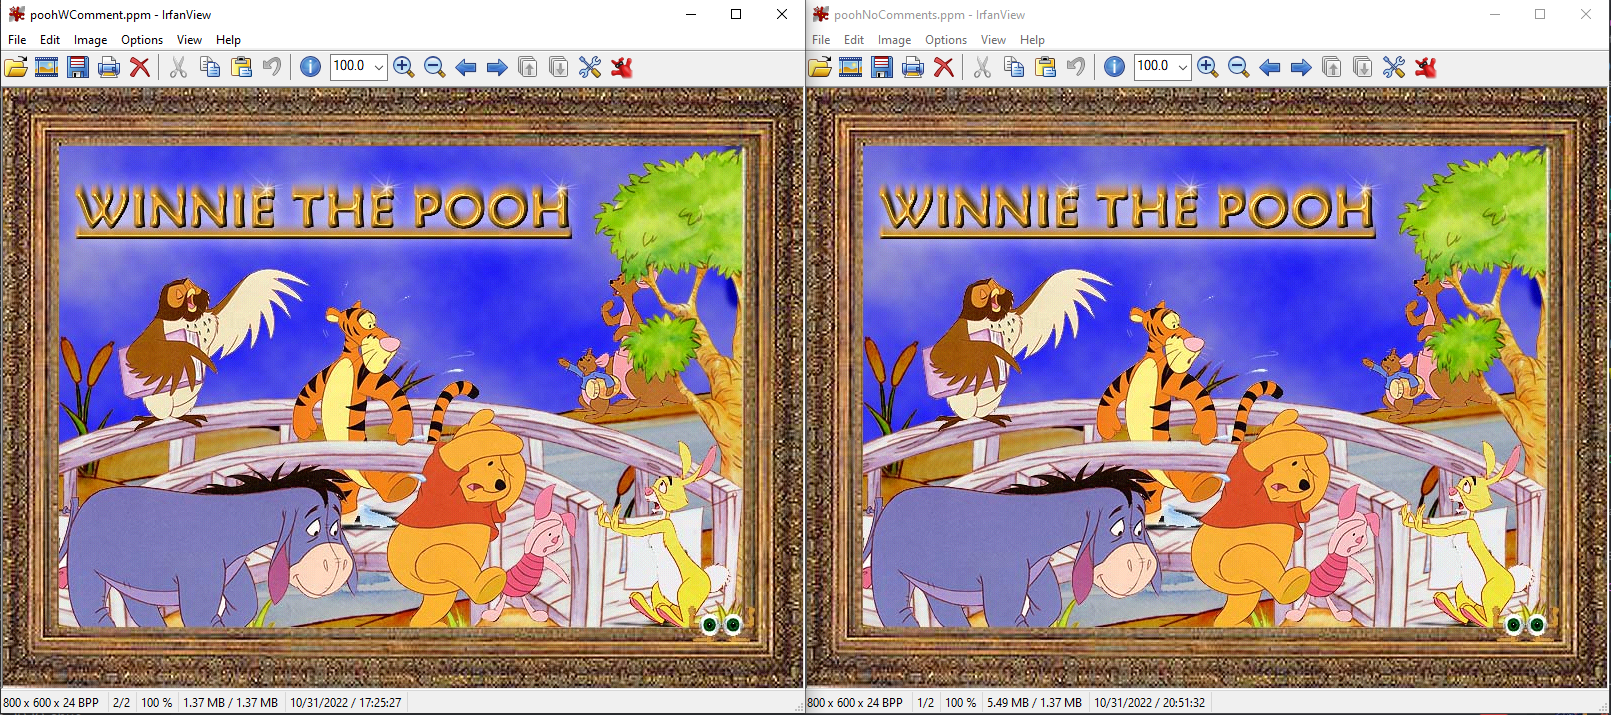 poohWComment.ppm - IrfanView
File Edit Image Options View Help
100.0
WINNIE THE POOH
800 x 600 x 24 BPP 2/2 100 % 1.37 MB / 1.37 MB 10/31/2022 / 17:25:27
poohNoComments.ppm - IrfanView
File Edit Image Options View Help
100.0
WINNIE THE POOH
800 x 600 x 24 BPP 1/2 100 % 5.49 MB / 1.37 MB 10/31/2022 / 20:51:32